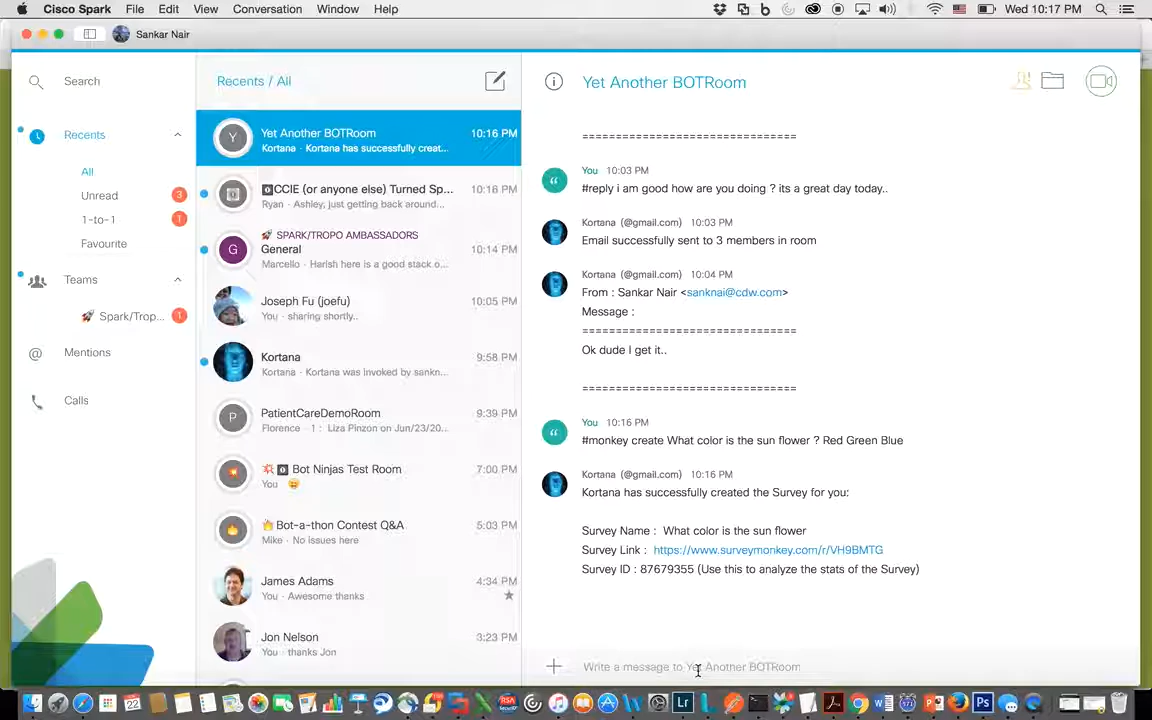 Cisco Spark File Edit View Conversation Window Help
Wed 10:17 PM
Sankar Nair
Search
Recents
All
Unread 3
1-to-1 1
Favourite
Teams
Spark/Trop... 1
@ Mentions
Calls
Recents / All
Y Yet Another BOTRoom 10:16 PM
Kortana - Kortana has successfully creat...
CCIE (or anyone else) Turned Sp... 10:16 PM
Ryan - Ashley, just getting back around...
SPARK/TROPO AMBASSADORS
G General 10:14 PM
Marcello - Harish here is a good stack o...
Joseph Fu (joefu) 10:05 PM
You - sharing shortly..
Kortana 9:58 PM
Kortana - Kortana was invoked by sankn...
P PatientCareDemoRoom 9:39 PM
Florence - 1 : Liza Pinzon on Jun/23/20...
Bot Ninjas Test Room 7:00 PM
You
Bot-a-thon Contest Q&A 5:03 PM
Mike - No issues here
James Adams 4:34 PM
You - Awesome thanks
Jon Nelson 3:23 PM
You - thanks Jon
Yet Another BOTRoom
===============================
You 10:03 PM
#reply i am good how are you doing ? its a great day today..
Kortana (@gmail.com) 10:03 PM
Email successfully sent to 3 members in room
Kortana (@gmail.com) 10:04 PM
From : Sankar Nair <sanknai@cdw.com>
Message :
===============================
Ok dude I get it..
===============================
You 10:16 PM
#monkey create What color is the sun flower ? Red Green Blue
Kortana (@gmail.com) 10:16 PM
Kortana has successfully created the Survey for you:
Survey Name : What color is the sun flower
Survey Link : https://www.surveymonkey.com/r/VH9BMTG
Survey ID : 87679355 (Use this to analyze the stats of the Survey)
Write a message to Yet Another BOTRoom
22
Lr
Ps